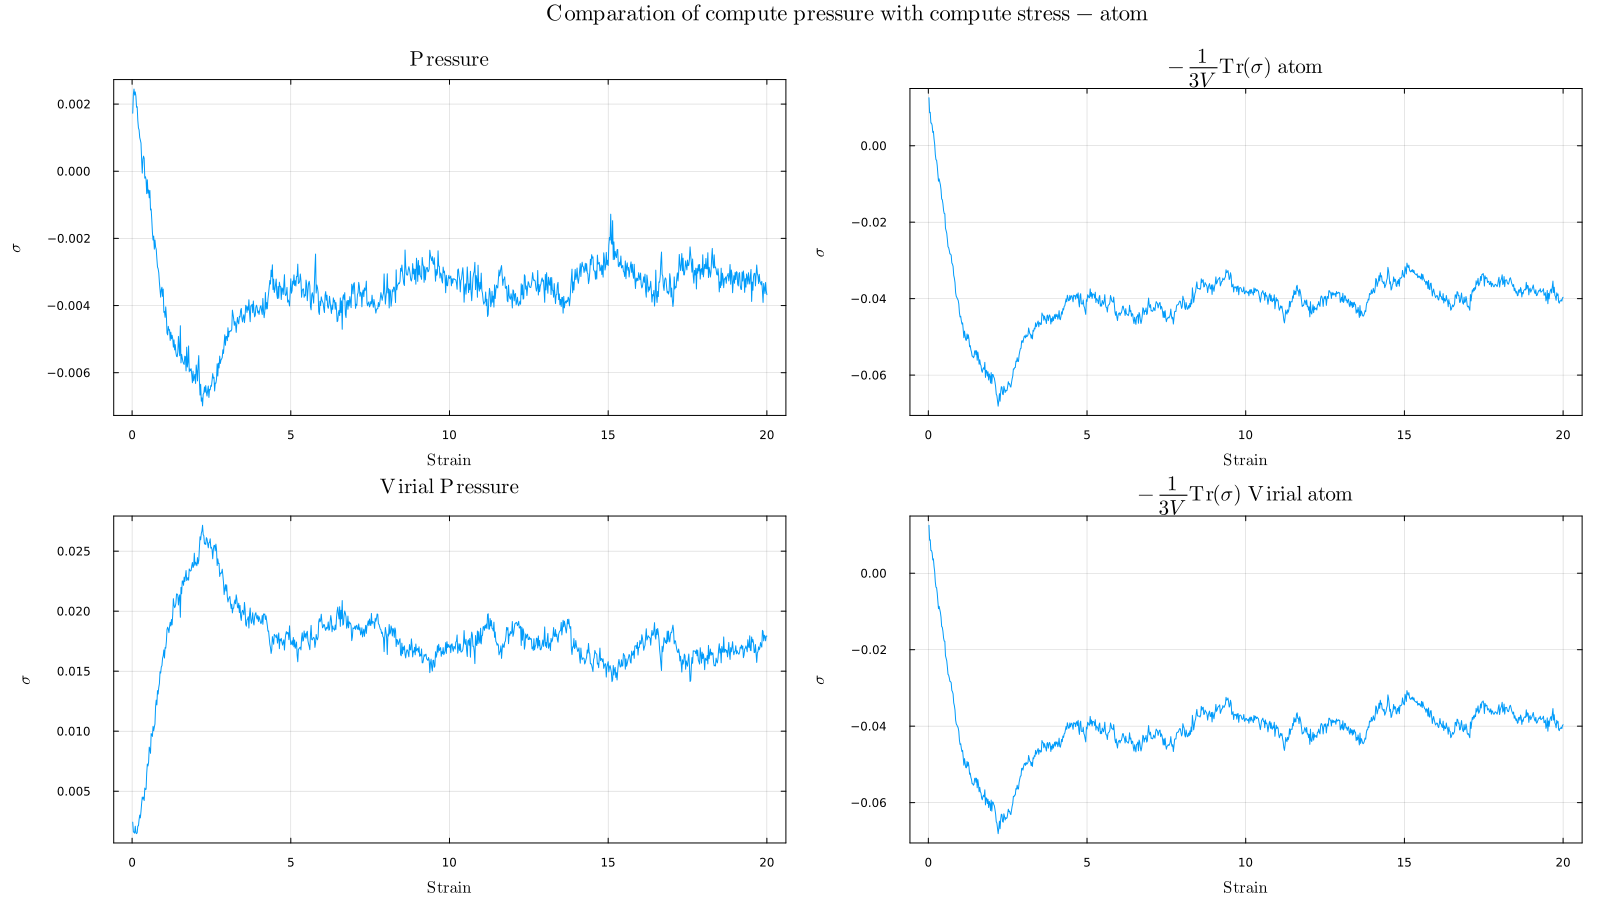 Comparation of compute pressure with compute stress − atom
Pressure
0.002
0.000
−0.002
−0.004
−0.006
σ
0 5 10 15 20
Strain
−1/3V Tr(σ) atom
0.00
−0.02
−0.04
−0.06
σ
0 5 10 15 20
Strain
Virial Pressure
0.025
0.020
0.015
0.010
0.005
σ
0 5 10 15 20
Strain
−1/3V Tr(σ) Virial atom
0.00
−0.02
−0.04
−0.06
σ
0 5 10 15 20
Strain